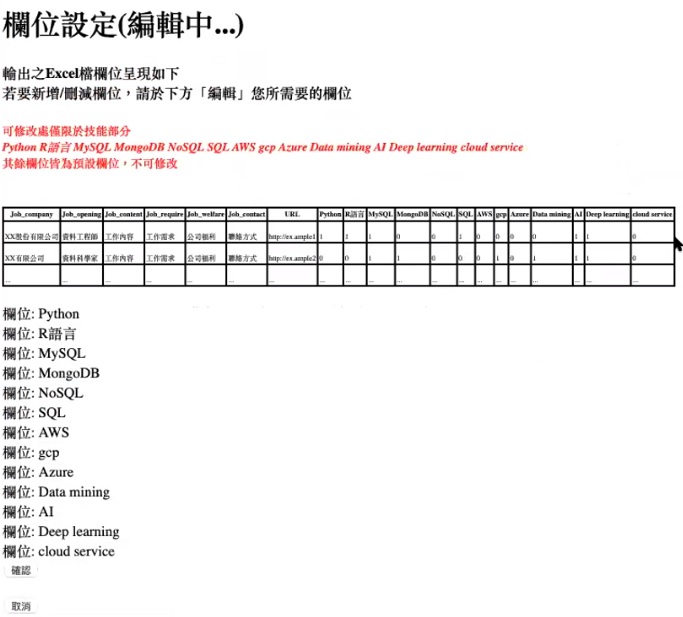 欄位設定(編輯中...)
輸出之Excel檔欄位呈現如下
若要新增/刪減欄位，請於下方「編輯」您所需要的欄位
可修改處僅限於技能部分
Python R語言 MySQL MongoDB NoSQL SQL AWS gcp Azure Data mining AI Deep learning cloud service
其餘欄位皆為預設欄位，不可修改
Job_company Job_opening Job_content Job_require Job_welfare Job_contact URL Python R語言 MySQL MongoDB NoSQL SQL AWS gcp Azure Data mining AI Deep learning cloud service
XX股份有限公司 資料工程師 工作內容 工作需求 公司福利 聯絡方式 http://ex.ample1 1 1 1 0 0 1 0 0 0 0 1 1 0
XX有限公司 資料科學家 工作內容 工作需求 公司福利 聯絡方式 http://ex.ample2 0 0 1 1 0 0 0 1 0 1 1 1 0
... ... ... ... ... ... ... ... ... ... ... ... ... ... ... ... ... ... ... ...
欄位: Python
欄位: R語言
欄位: MySQL
欄位: MongoDB
欄位: NoSQL
欄位: SQL
欄位: AWS
欄位: gcp
欄位: Azure
欄位: Data mining
欄位: AI
欄位: Deep learning
欄位: cloud service
確認
取消